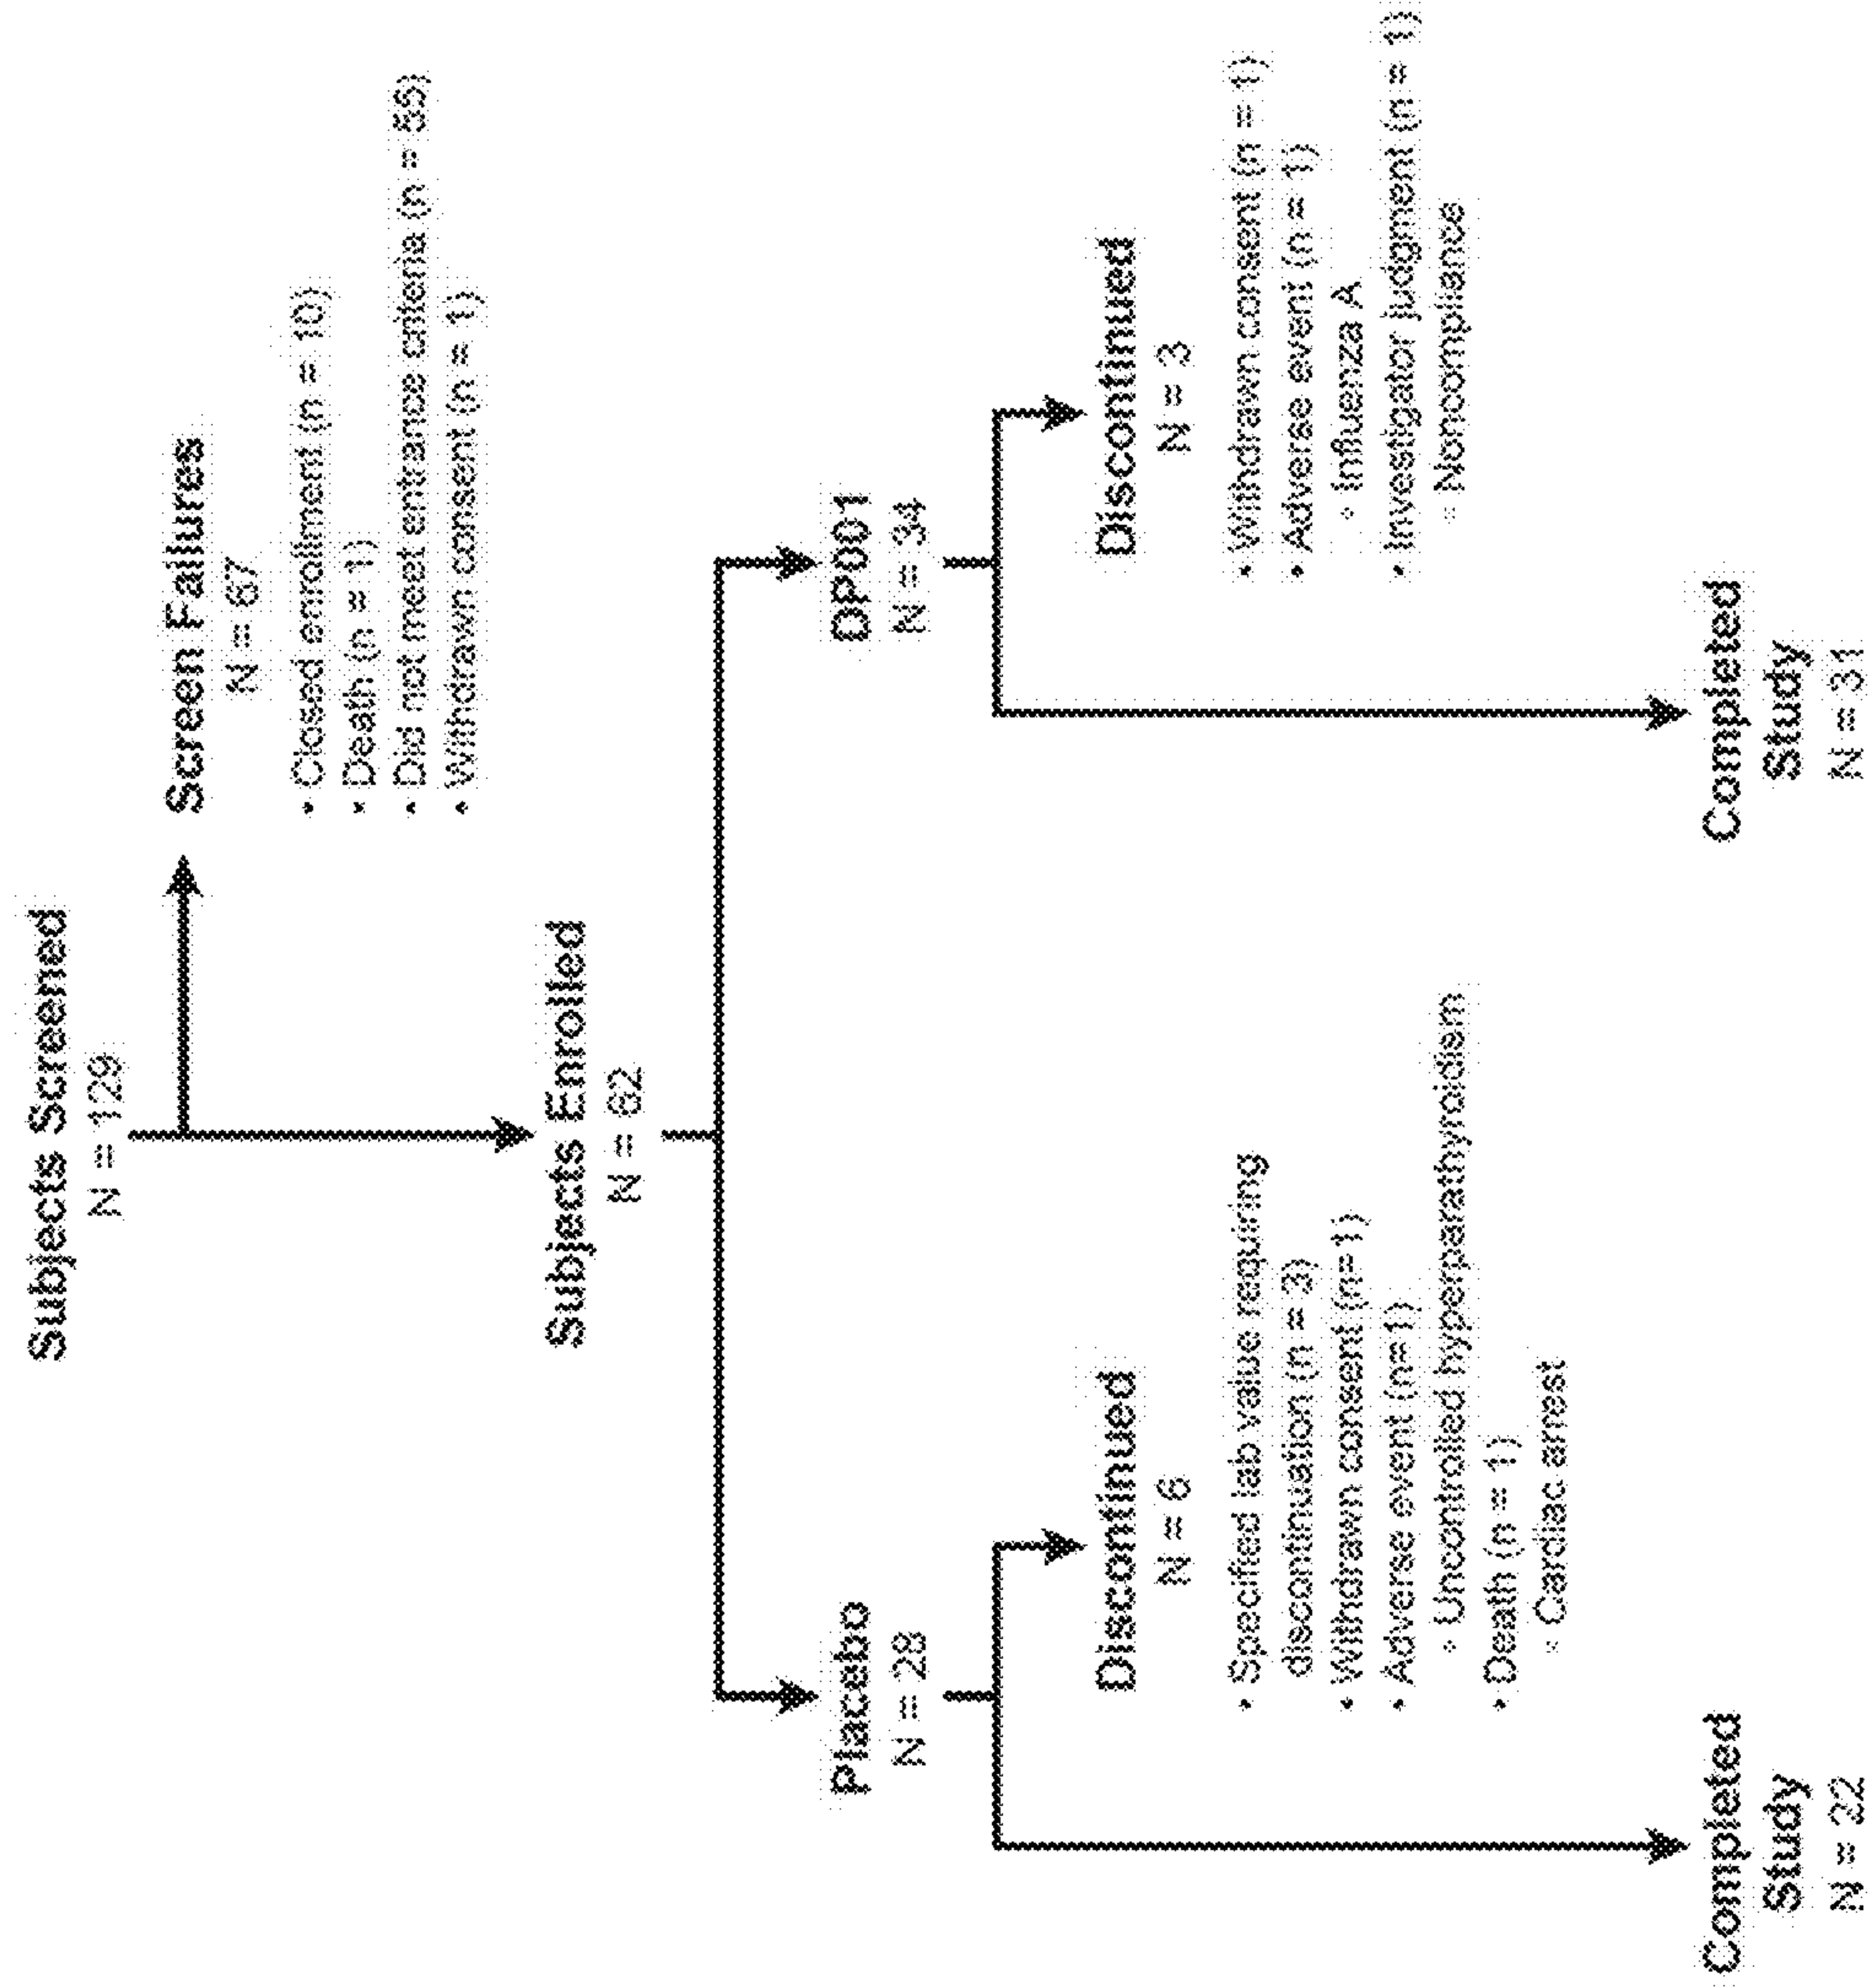 Subjects Screened
N = 129
Screen Failures
N = 67
• Closed enrollment (n = 10)
• Death (n = 1)
• Did not meet entrance criteria (n = 55)
• Withdrawn consent (n = 1)
Subjects Enrolled
N = 62
Placebo
N = 28
Discontinued
N = 6
• Specified lab value requiring
discontinuation (n = 3)
• Withdrawn consent (n=1)
• Adverse event (n=1)
◦ Uncontrolled hyperparathyroidism
• Death (n = 1)
◦ Cardiac arrest
Completed
Study
N = 22
DP001
N = 34
Discontinued
N = 3
• Withdrawn consent (n = 1)
• Adverse event (n = 1)
◦ Influenza A
• Investigator judgment (n = 1)
◦ Noncompliance
Completed
Study
N = 31